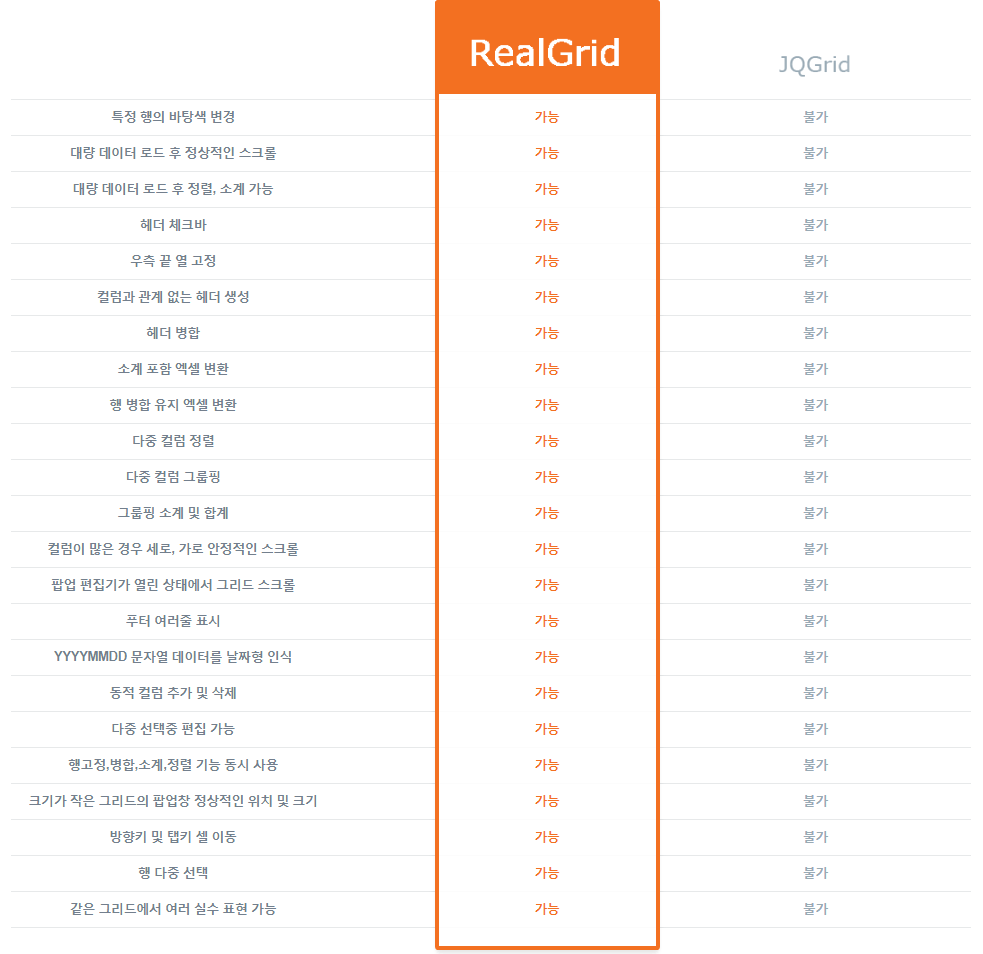 RealGrid
JQGrid
특정 행의 바탕색 변경 가능 불가
대량 데이터 로드 후 정상적인 스크롤 가능 불가
대량 데이터 로드 후 정렬, 소계 가능 가능 불가
헤더 체크바 가능 불가
우측 끝 열 고정 가능 불가
컬럼과 관계 없는 헤더 생성 가능 불가
헤더 병합 가능 불가
소계 포함 엑셀 변환 가능 불가
행 병합 유지 엑셀 변환 가능 불가
다중 컬럼 정렬 가능 불가
다중 컬럼 그룹핑 가능 불가
그룹핑 소계 및 합계 가능 불가
컬럼이 많은 경우 세로, 가로 안정적인 스크롤 가능 불가
팝업 편집기가 열린 상태에서 그리드 스크롤 가능 불가
푸터 여러줄 표시 가능 불가
YYYYMMDD 문자열 데이터를 날짜형 인식 가능 불가
동적 컬럼 추가 및 삭제 가능 불가
다중 선택중 편집 가능 가능 불가
행고정,병합,소계,정렬 기능 동시 사용 가능 불가
크기가 작은 그리드의 팝업창 정상적인 위치 및 크기 가능 불가
방향키 및 탭키 셀 이동 가능 불가
행 다중 선택 가능 불가
같은 그리드에서 여러 실수 표현 가능 가능 불가